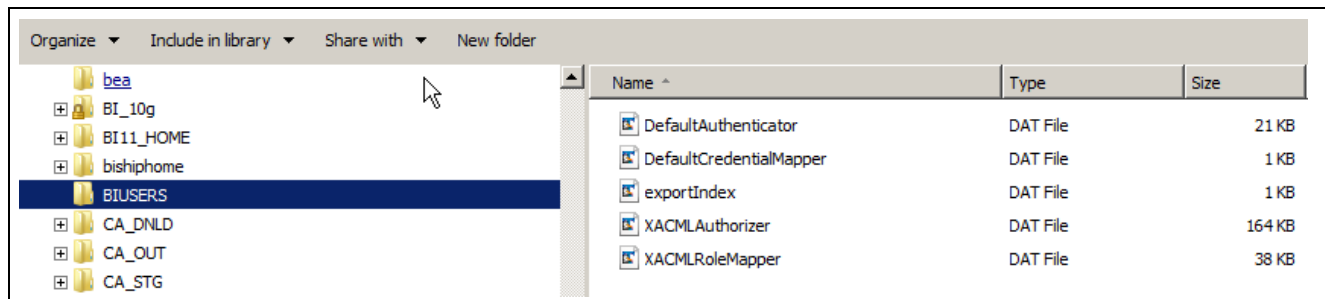 Organize Include in library Share with New folder
bea
BI_10g
BI11_HOME
bishiphome
BIUSERS
CA_DNLD
CA_OUT
CA_STG
Name Type Size
DefaultAuthenticator DAT File 21 KB
DefaultCredentialMapper DAT File 1 KB
exportIndex DAT File 1 KB
XACMLAuthorizer DAT File 164 KB
XACMLRoleMapper DAT File 38 KB